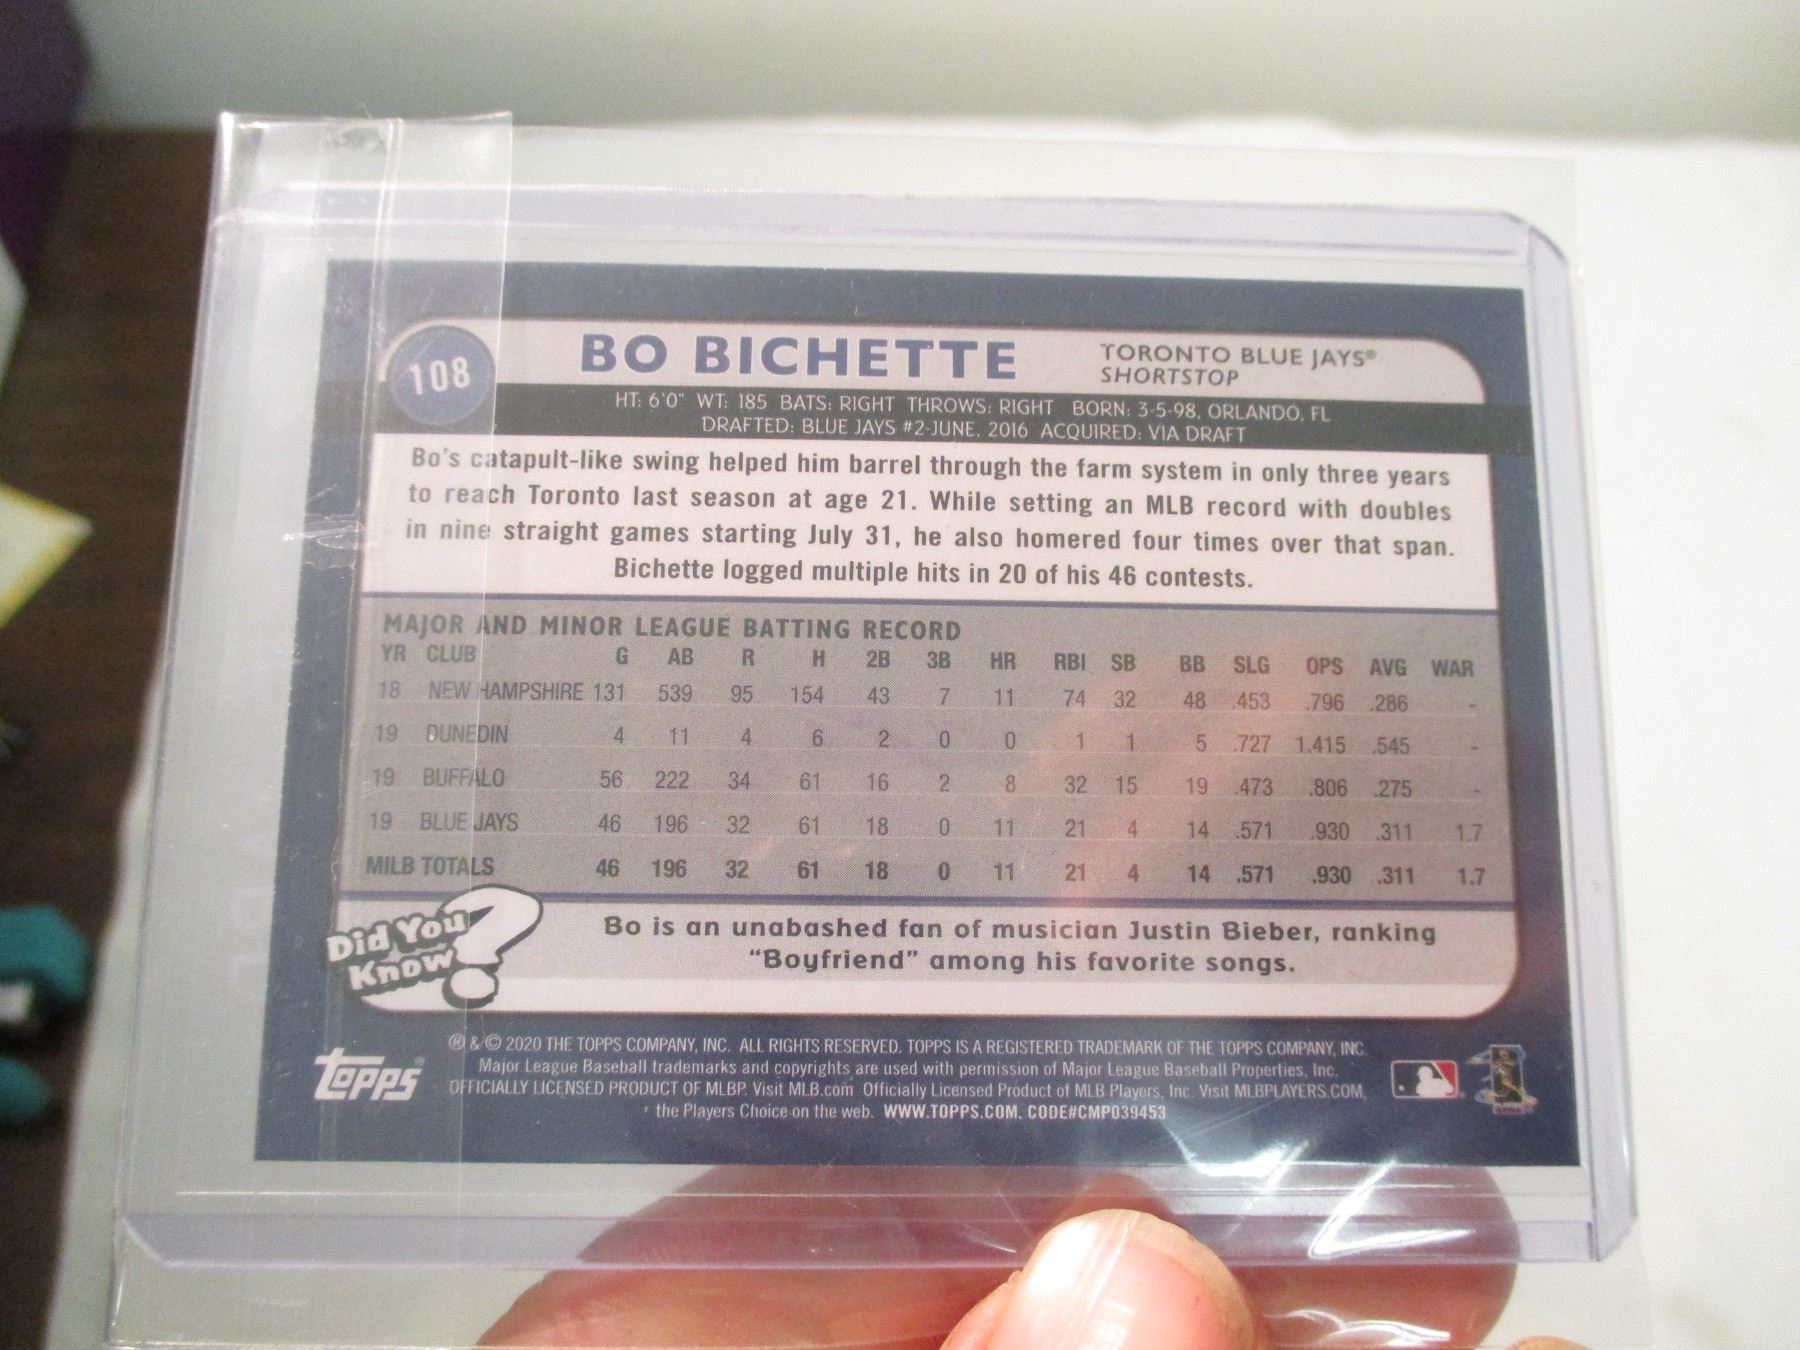 108
BO BICHETTE
TORONTO BLUE JAYS®
SHORTSTOP
HT: 6'0" WT: 185 BATS: RIGHT THROWS: RIGHT BORN: 3-5-98, ORLANDO, FL
DRAFTED: BLUE JAYS #2-JUNE, 2016 ACQUIRED: VIA DRAFT
Bo's catapult-like swing helped him barrel through the farm system in only three years
to reach Toronto last season at age 21. While setting an MLB record with doubles
in nine straight games starting July 31, he also homered four times over that span.
Bichette logged multiple hits in 20 of his 46 contests.
MAJOR AND MINOR LEAGUE BATTING RECORD
YR CLUB G AB R H 2B 3B HR RBI SB BB SLG OPS AVG WAR
18 NEW HAMPSHIRE 131 539 95 154 43 7 11 74 32 48 .453 .796 .286 -
19 DUNEDIN 4 11 4 6 2 0 0 1 1 5 .727 1.415 .545 -
19 BUFFALO 56 222 34 61 16 2 8 32 15 19 .473 .806 .275 -
19 BLUE JAYS 46 196 32 61 18 0 11 21 4 14 .571 .930 .311 1.7
MILB TOTALS 46 196 32 61 18 0 11 21 4 14 .571 .930 .311 1.7
Did You
Know?
Bo is an unabashed fan of musician Justin Bieber, ranking
"Boyfriend" among his favorite songs.
topps®
® & © 2020 THE TOPPS COMPANY, INC. ALL RIGHTS RESERVED. TOPPS IS A REGISTERED TRADEMARK OF THE TOPPS COMPANY, INC.
Major League Baseball trademarks and copyrights are used with permission of Major League Baseball Properties, Inc.
OFFICIALLY LICENSED PRODUCT OF MLBP. Visit MLB.com Officially Licensed Product of MLB Players, Inc. Visit MLBPLAYERS.COM,
the Players Choice on the web. WWW.TOPPS.COM. CODE#CMP039453